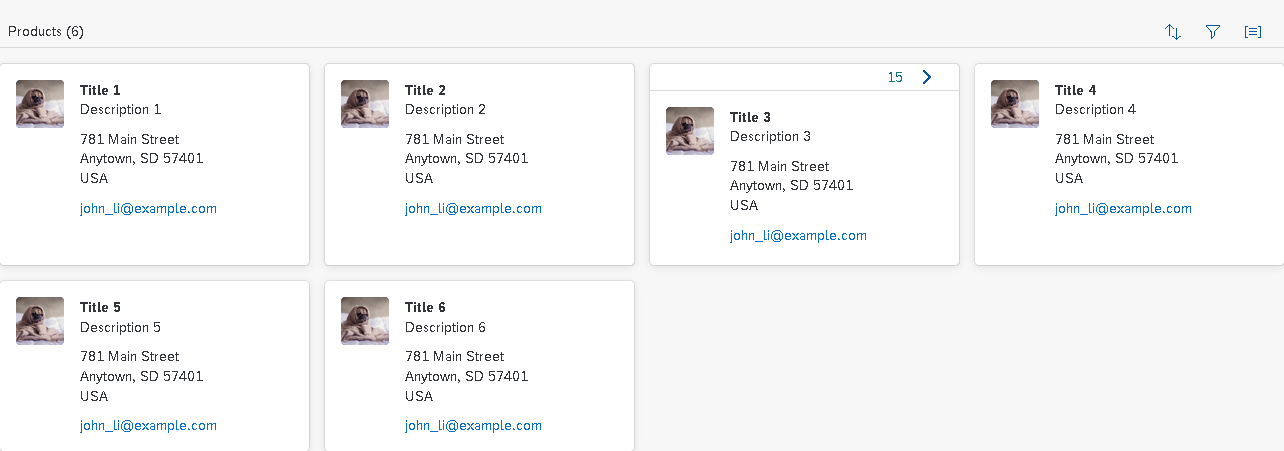 Products (6)
Title 1
Description 1
781 Main Street
Anytown, SD 57401
USA
john_li@example.com
Title 2
Description 2
781 Main Street
Anytown, SD 57401
USA
john_li@example.com
15
Title 3
Description 3
781 Main Street
Anytown, SD 57401
USA
john_li@example.com
Title 4
Description 4
781 Main Street
Anytown, SD 57401
USA
john_li@example.com
Title 5
Description 5
781 Main Street
Anytown, SD 57401
USA
john_li@example.com
Title 6
Description 6
781 Main Street
Anytown, SD 57401
USA
john_li@example.com